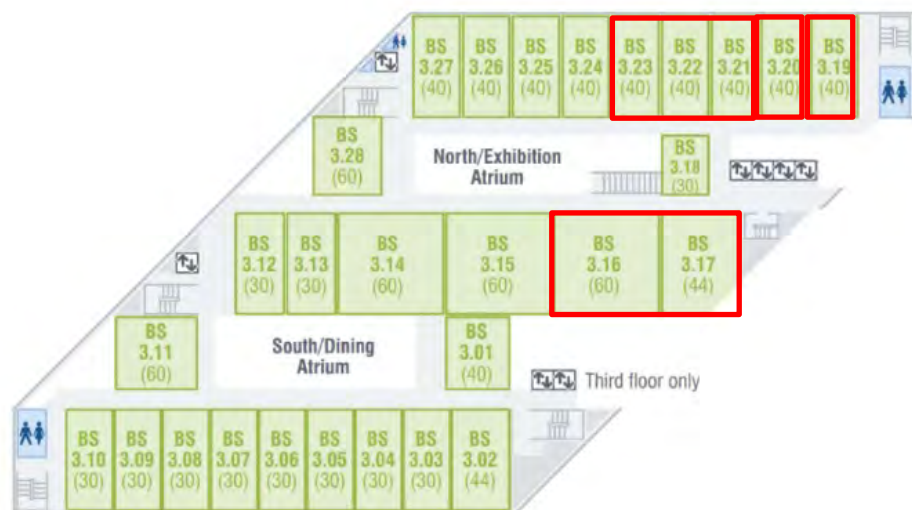 BS
3.27
(40)
BS
3.26
(40)
BS
3.25
(40)
BS
3.24
(40)
BS
3.23
(40)
BS
3.22
(40)
BS
3.21
(40)
BS
3.20
(40)
BS
3.19
(40)
BS
3.28
(60)
North/Exhibition
Atrium
BS
3.18
(30)
BS
3.12
(30)
BS
3.13
(30)
BS
3.14
(60)
BS
3.15
(60)
BS
3.16
(60)
BS
3.17
(44)
BS
3.11
(60)
South/Dining
Atrium
BS
3.01
(40)
Third floor only
BS
3.10
(30)
BS
3.09
(30)
BS
3.08
(30)
BS
3.07
(30)
BS
3.06
(30)
BS
3.05
(30)
BS
3.04
(30)
BS
3.03
(30)
BS
3.02
(44)